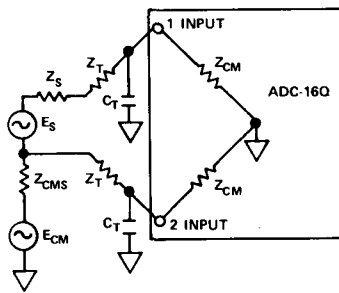 1 INPUT
Z_T
Z_S
Z_CM
C_T
ADC-16Q
E_S
Z_CMS
Z_T
Z_CM
C_T
2 INPUT
E_CM